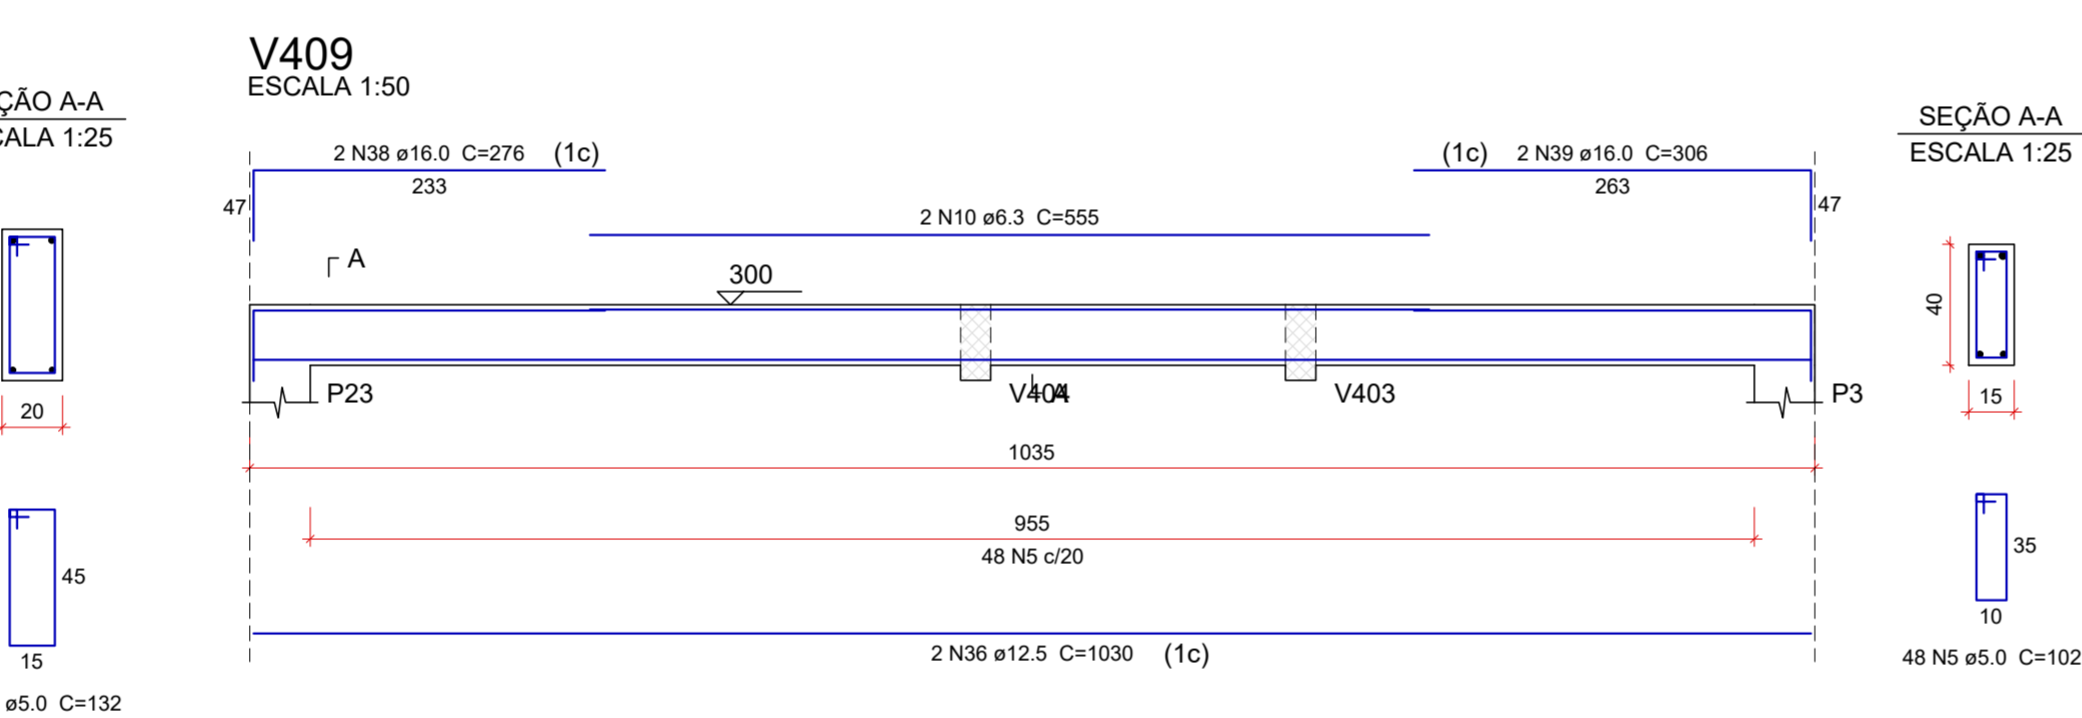 V409
ESCALA 1:50
ÇÃO A-A
CALA 1:25
20
45
15
ø5.0 C=132
2 N38 ø16.0 C=276 (1c)
233
47
(1c) 2 N39 ø16.0 C=306
263
47
2 N10 ø6.3 C=555
A
300
P23
V404
A
V403
P3
1035
955
48 N5 c/20
2 N36 ø12.5 C=1030 (1c)
SEÇÃO A-A
ESCALA 1:25
40
15
35
10
48 N5 ø5.0 C=102